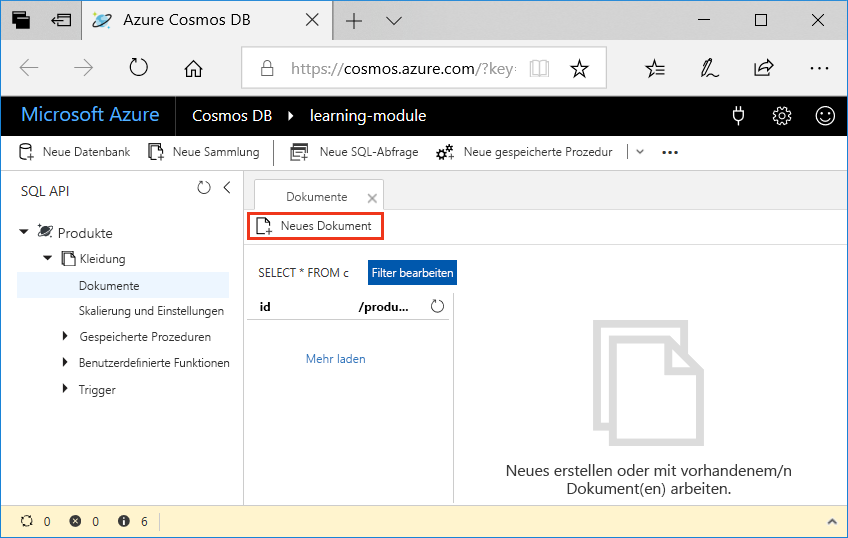 Azure Cosmos DB
https://cosmos.azure.com/?key=
Microsoft Azure Cosmos DB learning-module
Neue Datenbank Neue Sammlung Neue SQL-Abfrage Neue gespeicherte Prozedur
SQL API
Produkte
Kleidung
Dokumente
Skalierung und Einstellungen
Gespeicherte Prozeduren
Benutzerdefinierte Funktionen
Trigger
Dokumente
Neues Dokument
SELECT * FROM c Filter bearbeiten
id /produ...
Mehr laden
Neues erstellen oder mit vorhandenem/n
Dokument(en) arbeiten.
0 0 6